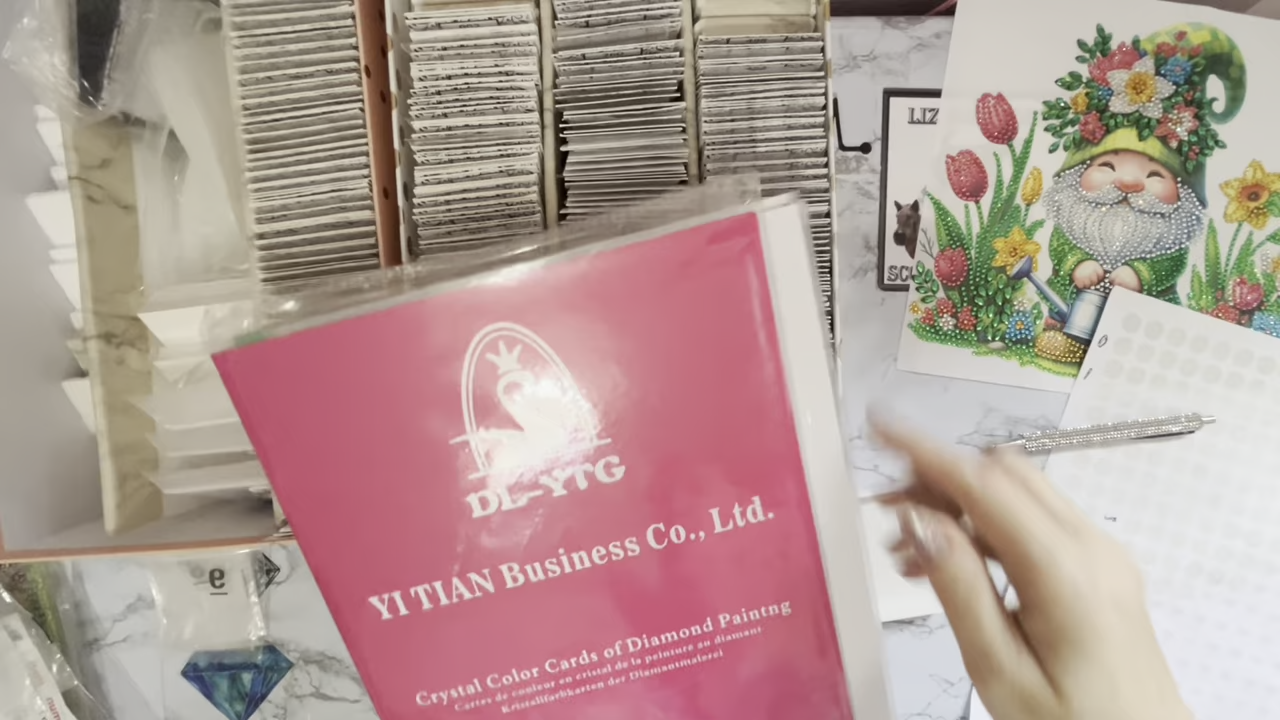 LIZ
DL-YTG
YI TIAN Business Co., Ltd.
Crystal Color Cards of Diamond Paintng
Cartes de couleur en cristal de la peinture au diamant
Kristallfarbkarten der Diamantmalerei
e